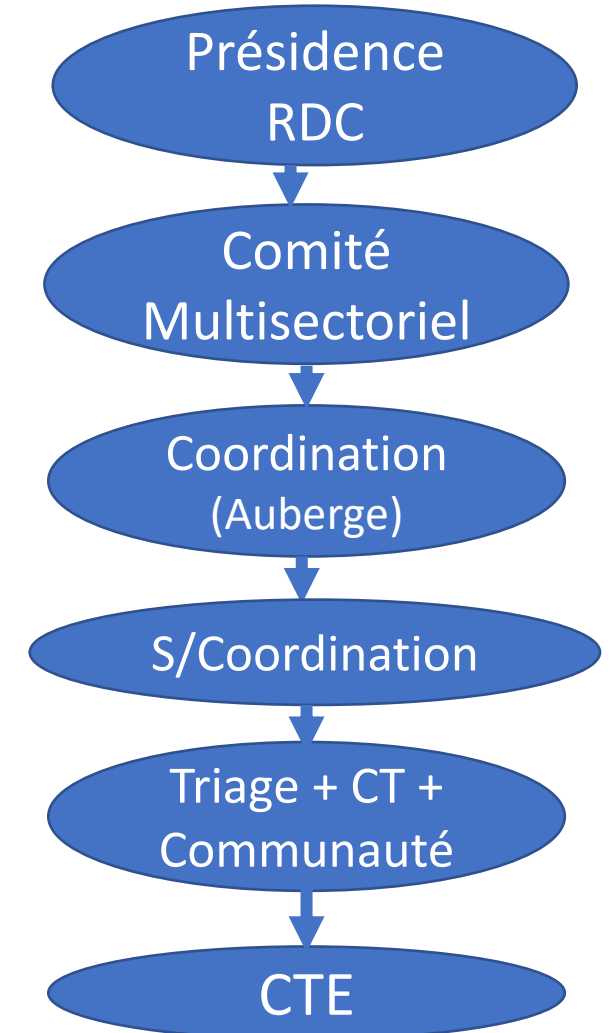 Présidence
RDC
Comité
Multisectoriel
Coordination
(Auberge)
S/Coordination
Triage + CT +
Communauté
CTE